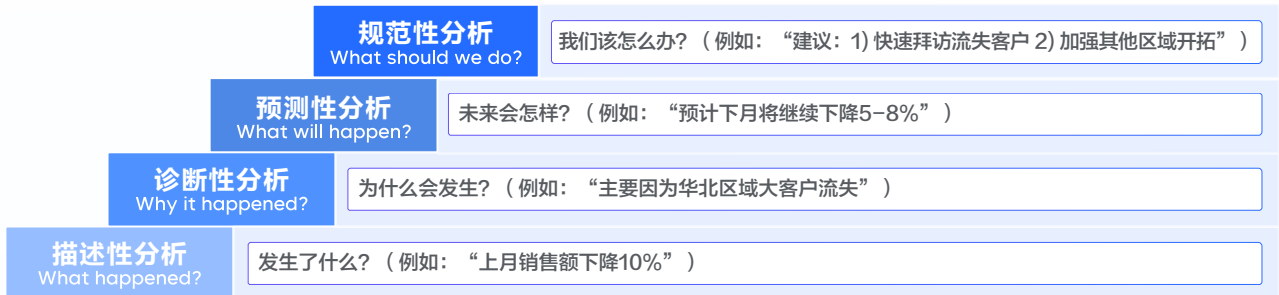 规范性分析
What should we do?
我们该怎么办？（例如：“建议：1) 快速拜访流失客户 2) 加强其他区域开拓”）
预测性分析
What will happen?
未来会怎样？（例如：“预计下月将继续下降5-8%”）
诊断性分析
Why it happened?
为什么会发生？（例如：“主要因为华北区域大客户流失”）
描述性分析
What happened?
发生了什么？（例如：“上月销售额下降10%”）